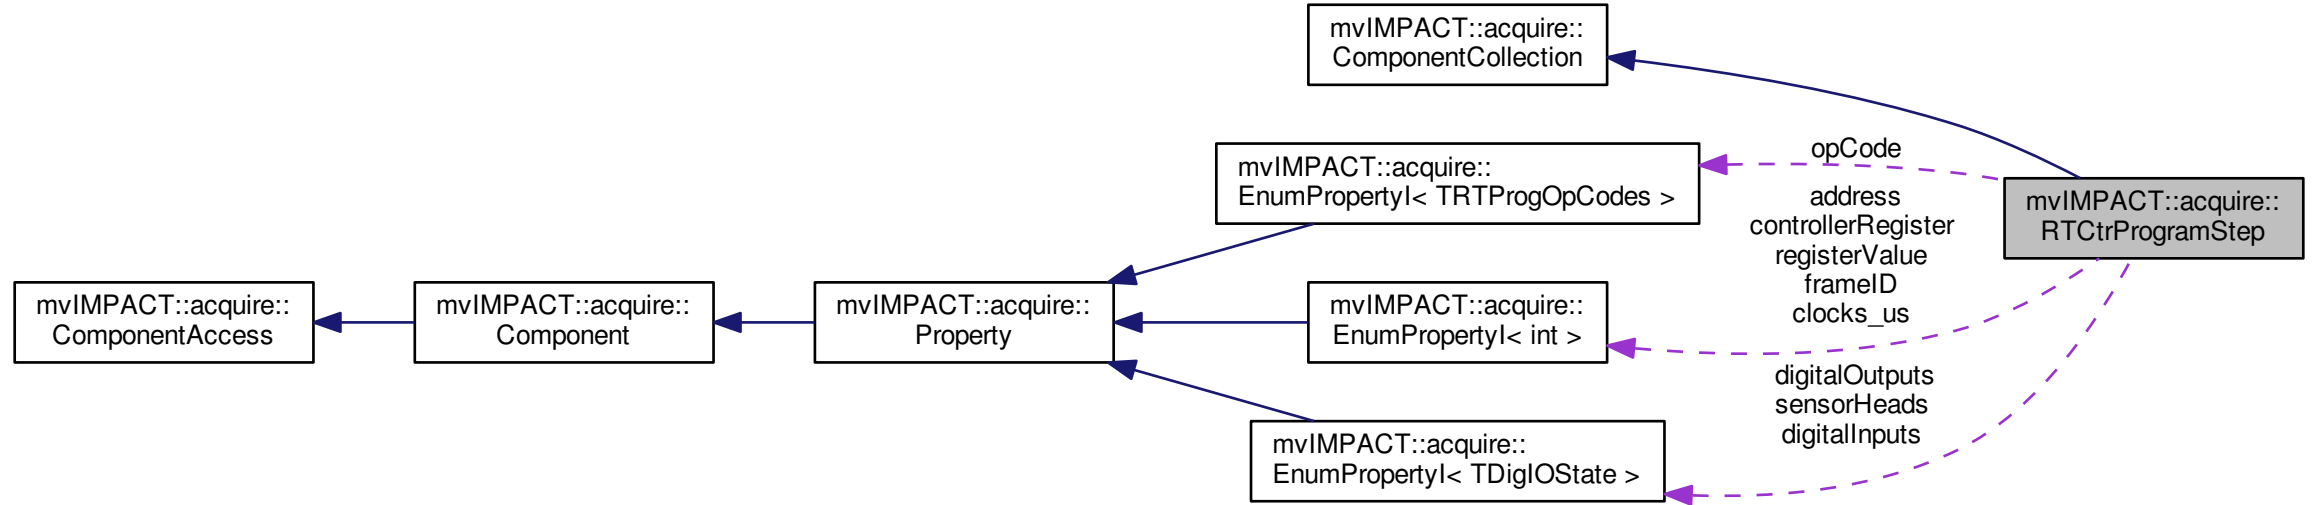 mvIMPACT::acquire::
ComponentCollection
opCode
mvIMPACT::acquire::
EnumPropertyI< TRTProgOpCodes >
mvIMPACT::acquire::
RTCtrProgramStep
address
controllerRegister
registerValue
frameID
clocks_us
mvIMPACT::acquire::
ComponentAccess
mvIMPACT::acquire::
Component
mvIMPACT::acquire::
Property
mvIMPACT::acquire::
EnumPropertyI< int >
digitalOutputs
sensorHeads
digitalInputs
mvIMPACT::acquire::
EnumPropertyI< TDigIOState >